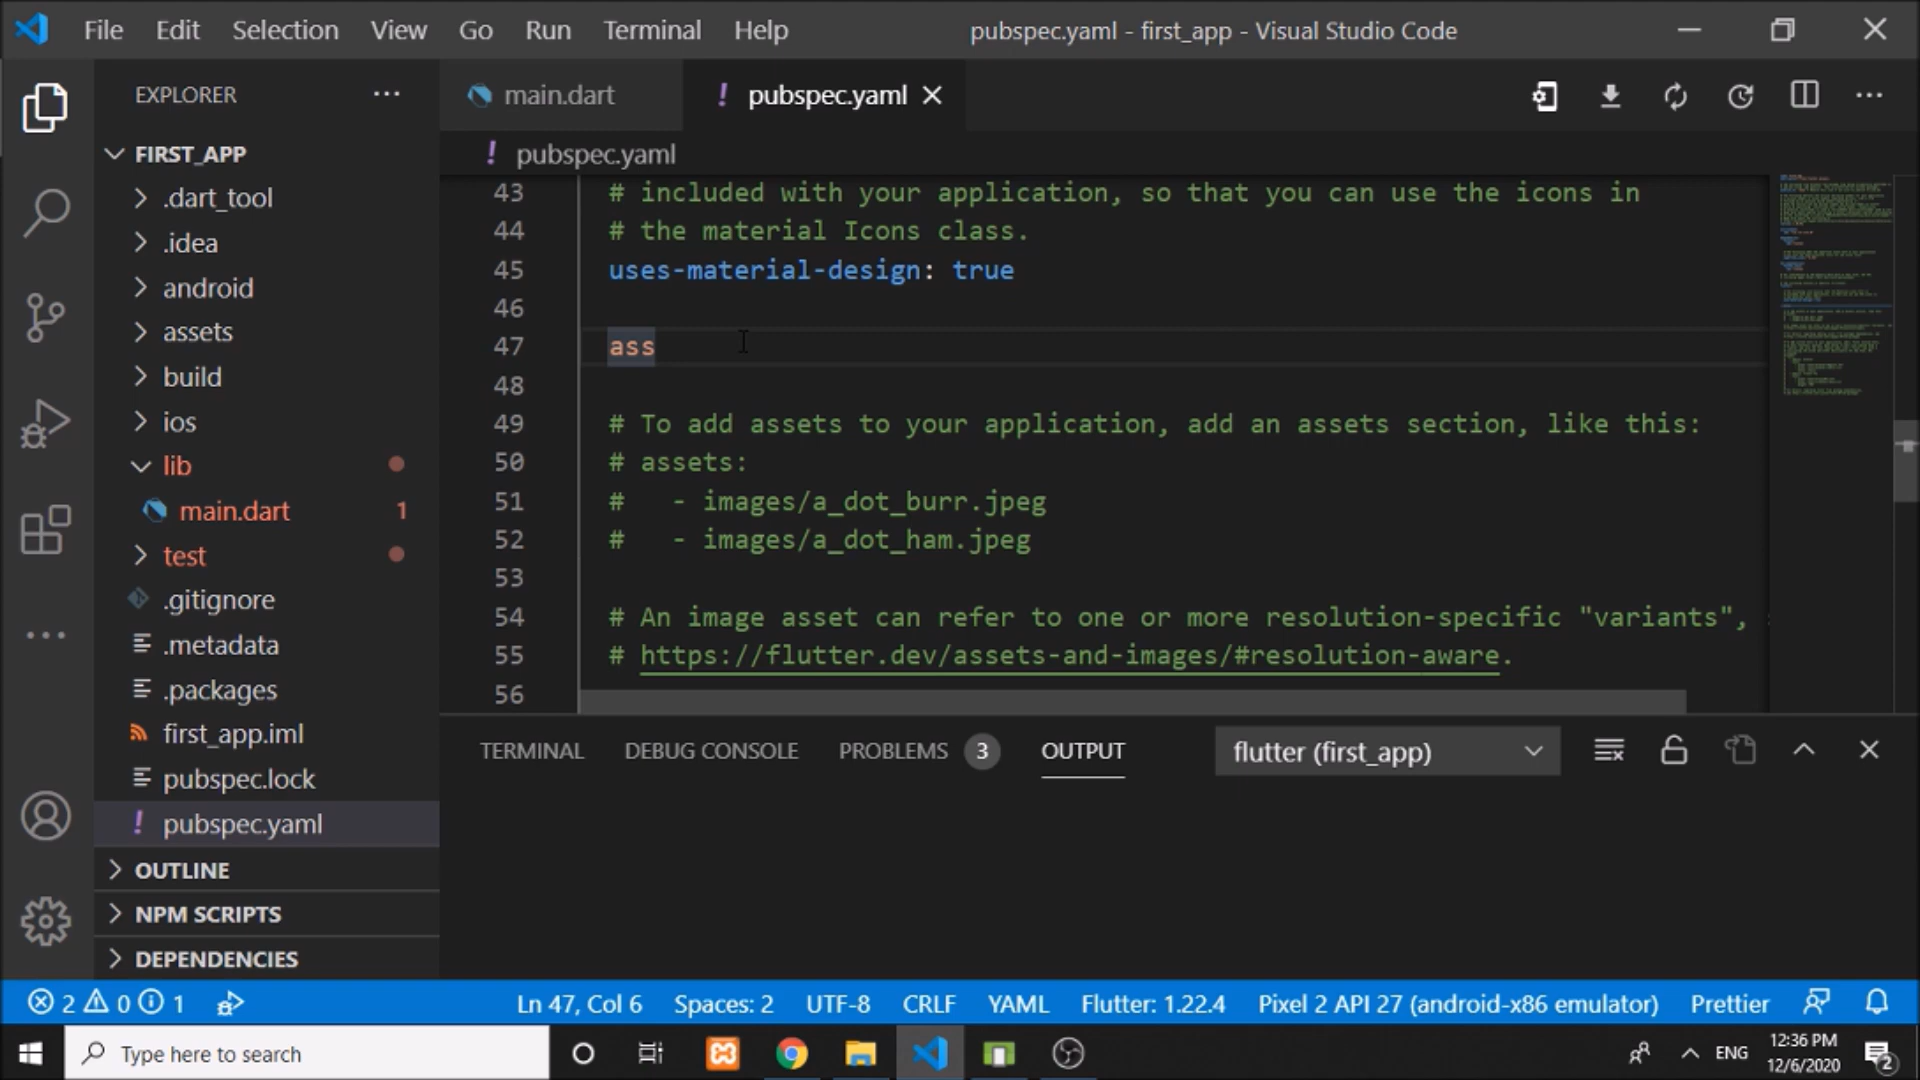 File Edit Selection View Go Run Terminal Help pubspec.yaml - first_app - Visual Studio Code
EXPLORER
main.dart
! pubspec.yaml
FIRST_APP
! pubspec.yaml
.dart_tool
.idea
android
assets
build
ios
lib
main.dart 1
test
.gitignore
.metadata
.packages
first_app.iml
pubspec.lock
! pubspec.yaml
OUTLINE
NPM SCRIPTS
DEPENDENCIES
43 # included with your application, so that you can use the icons in
44 # the material Icons class.
45 uses-material-design: true
46
47 ass
48
49 # To add assets to your application, add an assets section, like this:
50 # assets:
51 #   - images/a_dot_burr.jpeg
52 #   - images/a_dot_ham.jpeg
53
54 # An image asset can refer to one or more resolution-specific "variants",
55 # https://flutter.dev/assets-and-images/#resolution-aware.
56
TERMINAL DEBUG CONSOLE PROBLEMS 3 OUTPUT flutter (first_app)
2 0 1 Ln 47, Col 6 Spaces: 2 UTF-8 CRLF YAML Flutter: 1.22.4 Pixel 2 API 27 (android-x86 emulator) Prettier
Type here to search
ENG
12:36 PM
12/6/2020
2